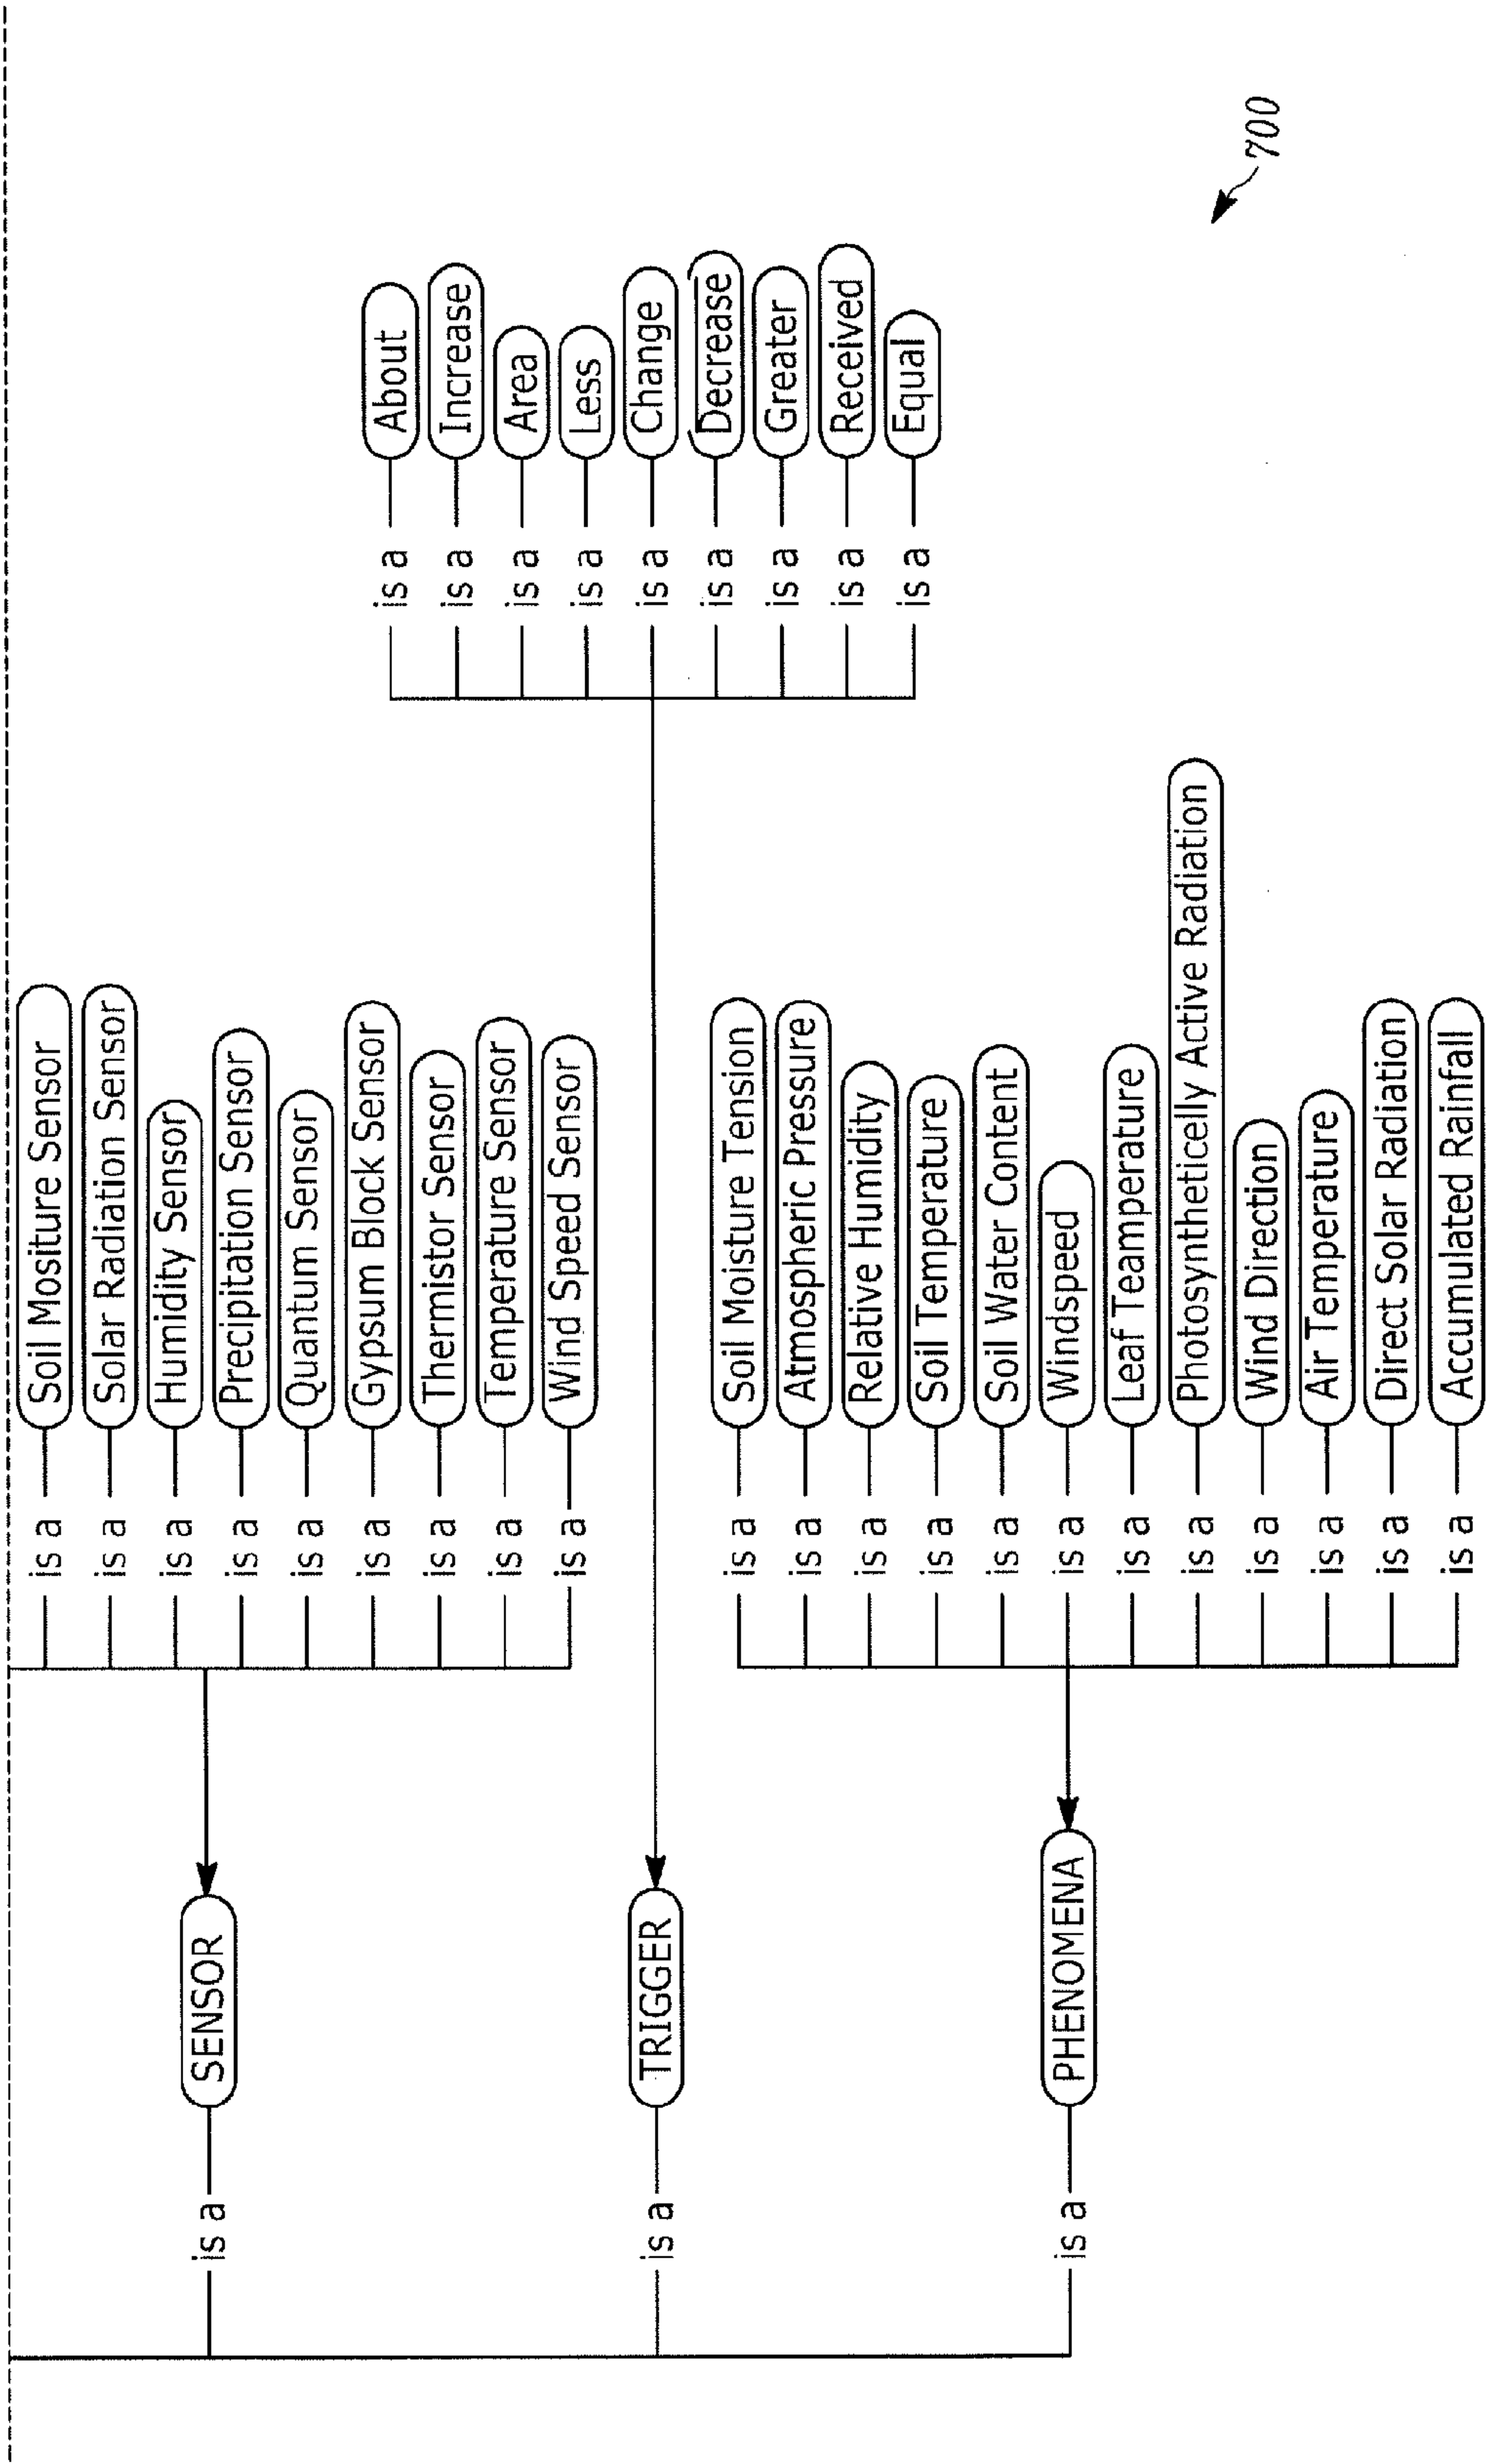 is a
SENSOR
is a
Soil Mositure Sensor
is a
Solar Radiation Sensor
is a
Humidity Sensor
is a
Precipitation Sensor
is a
Quantum Sensor
is a
Gypsum Block Sensor
is a
Thermistor Sensor
is a
Temperature Sensor
is a
Wind Speed Sensor
is a
TRIGGER
is a
About
is a
Increase
is a
Area
is a
Less
is a
Change
is a
Decrease
is a
Greater
is a
Received
is a
Equal
is a
PHENOMENA
is a
Soil Moisture Tension
is a
Atmospheric Pressure
is a
Relative Humidity
is a
Soil Temperature
is a
Soil Water Content
is a
Windspeed
is a
Leaf Teamperature
is a
Photosyntheticelly Active Radiation
is a
Wind Direction
is a
Air Temperature
is a
Direct Solar Radiation
is a
Accumulated Rainfall
700